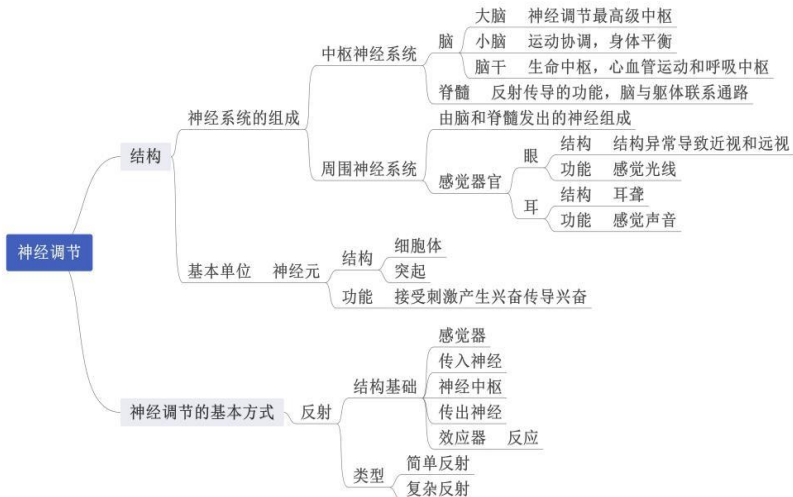 神经调节
结构
神经系统的组成
中枢神经系统
脑
大脑 神经调节最高级中枢
小脑 运动协调，身体平衡
脑干 生命中枢，心血管运动和呼吸中枢
脊髓 反射传导的功能，脑与躯体联系通路
周围神经系统
由脑和脊髓发出的神经组成
感觉器官
眼
结构 结构异常导致近视和远视
功能 感觉光线
耳
结构 耳聋
功能 感觉声音
基本单位 神经元
结构
细胞体
突起
功能 接受刺激产生兴奋传导兴奋
神经调节的基本方式 反射
结构基础
感觉器
传入神经
神经中枢
传出神经
效应器 反应
类型
简单反射
复杂反射